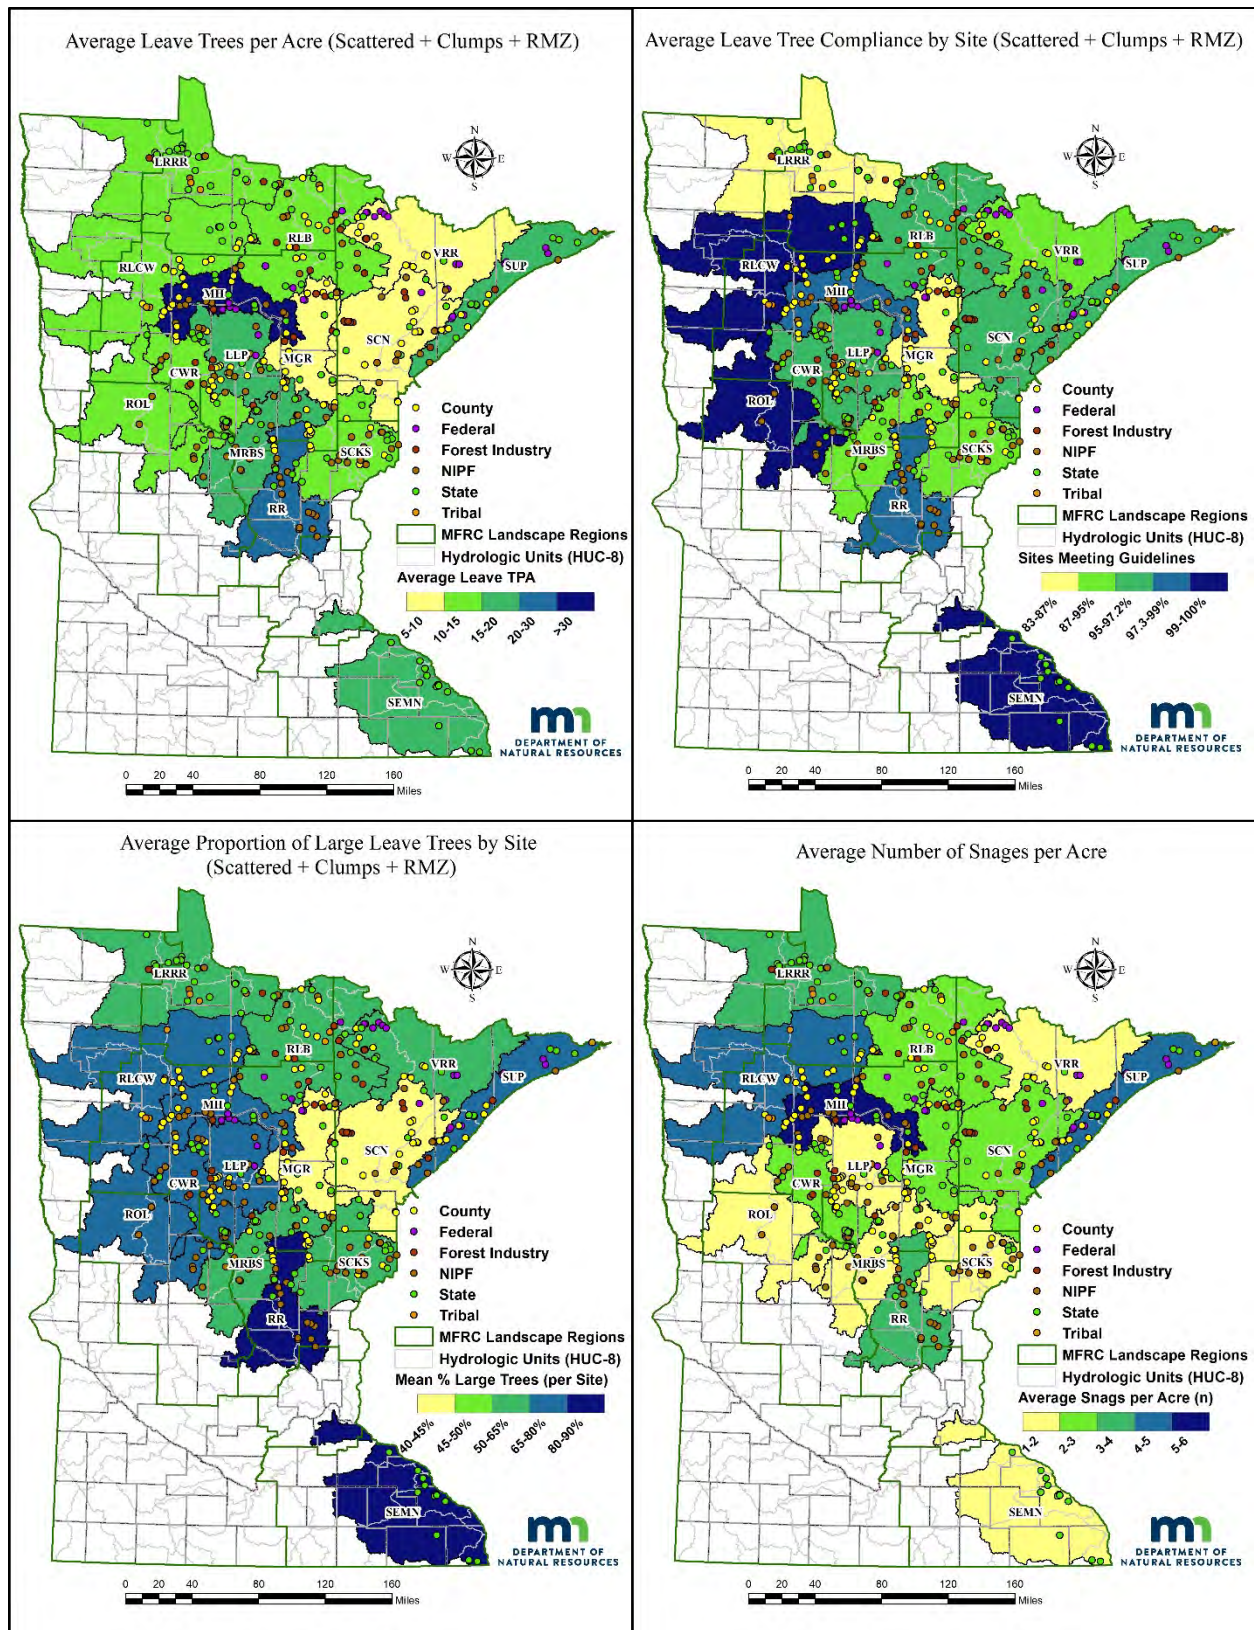 Average Leave Trees per Acre (Scattered + Clumps + RMZ)
N
W E
S
LRRR
RLB
VRR
SUP
RLCW
MH
SCN
LLP
MGR
CWR
ROL
MRBS
SCKS
RR
SEMN
County
Federal
Forest Industry
NIPF
State
Tribal
MFRC Landscape Regions
Hydrologic Units (HUC-8)
Average Leave TPA
5-10
10-15
15-20
20-30
>30
DEPARTMENT OF
NATURAL RESOURCES
0 20 40 80 120 160
Miles
Average Leave Tree Compliance by Site (Scattered + Clumps + RMZ)
N
W E
S
LRRR
RLB
VRR
SUP
RLCW
MH
SCN
LLP
MGR
CWR
ROL
MRBS
SCKS
RR
SEMN
County
Federal
Forest Industry
NIPF
State
Tribal
MFRC Landscape Regions
Hydrologic Units (HUC-8)
Sites Meeting Guidelines
83-87%
87-95%
95-97.2%
97.3-99%
99-100%
DEPARTMENT OF
NATURAL RESOURCES
0 20 40 80 120 160
Miles
Average Proportion of Large Leave Trees by Site
(Scattered + Clumps + RMZ)
N
W E
S
LRRR
RLB
VRR
SUP
RLCW
MH
SCN
LLP
MGR
CWR
ROL
MRBS
SCKS
RR
SEMN
County
Federal
Forest Industry
NIPF
State
Tribal
MFRC Landscape Regions
Hydrologic Units (HUC-8)
Mean % Large Trees (per Site)
40-45%
45-50%
50-65%
65-80%
80-90%
DEPARTMENT OF
NATURAL RESOURCES
0 20 40 80 120 160
Miles
Average Number of Snages per Acre
N
W E
S
LRRR
RLB
VRR
SUP
RLCW
MH
SCN
LLP
MGR
CWR
ROL
MRBS
SCKS
RR
SEMN
County
Federal
Forest Industry
NIPF
State
Tribal
MFRC Landscape Regions
Hydrologic Units (HUC-8)
Average Snags per Acre (n)
1-2
2-3
3-4
4-5
5-6
DEPARTMENT OF
NATURAL RESOURCES
0 20 40 80 120 160
Miles